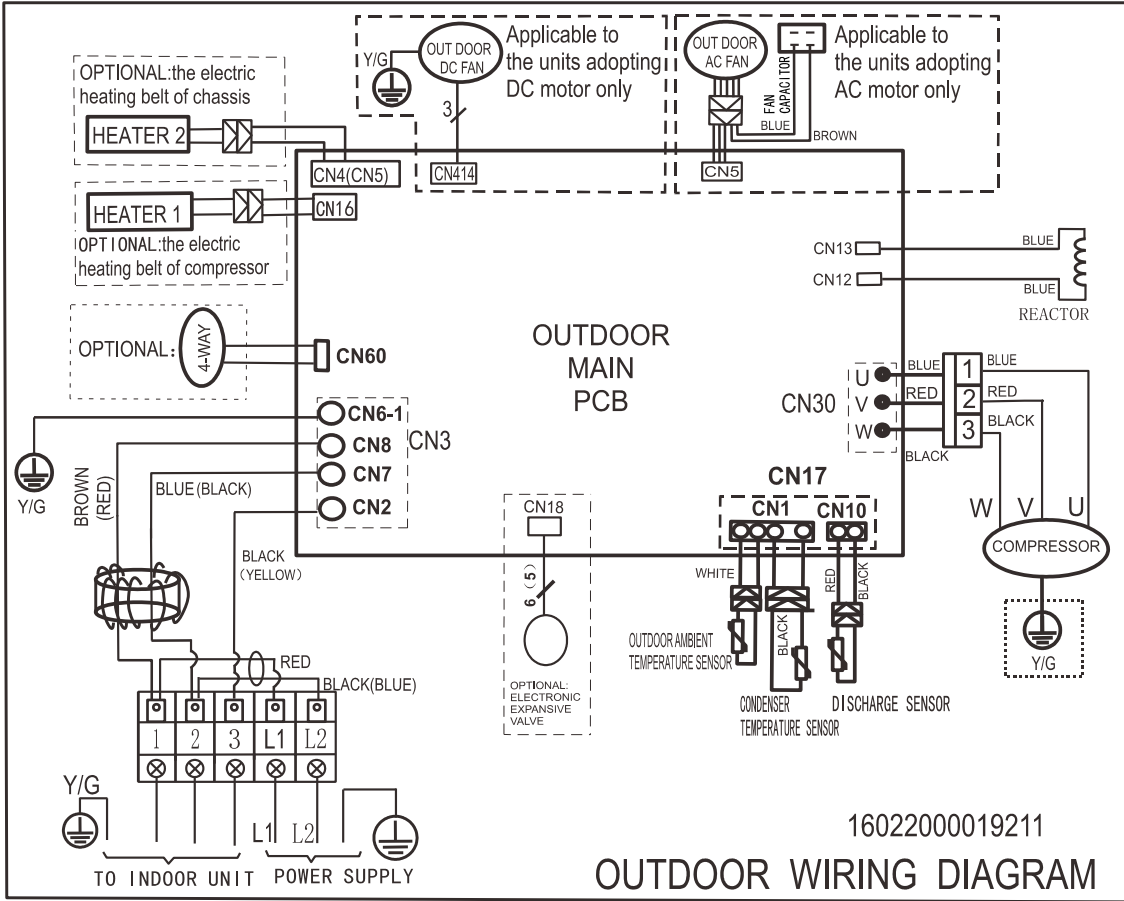 OPTIONAL:the electric
heating belt of chassis
HEATER 2
HEATER 1
OPTIONAL:the electric
heating belt of compressor
CN4(CN5)
CN16
Y/G
OUT DOOR
DC FAN
3
CN414
Applicable to
the units adopting
DC motor only
OUT DOOR
AC FAN
FAN
CAPACITOR
BLUE
BROWN
CN5
Applicable to
the units adopting
AC motor only
CN13
CN12
BLUE
BLUE
REACTOR
OPTIONAL:
4-WAY
CN60
OUTDOOR
MAIN
PCB
CN6-1
CN8
CN7
CN2
CN3
Y/G
BROWN
(RED)
BLUE(BLACK)
BLACK
(YELLOW)
CN30
U
V
W
BLUE
RED
BLACK
1
2
3
BLUE
RED
BLACK
W
V
U
COMPRESSOR
Y/G
CN17
CN1
CN10
WHITE
BLACK
RED
BLACK
OUTDOOR AMBIENT
TEMPERATURE SENSOR
CONDENSER
TEMPERATURE SENSOR
DISCHARGE SENSOR
CN18
6 (5)
OPTIONAL:
ELECTRONIC
EXPANSIVE
VALVE
RED
BLACK(BLUE)
1
2
3
L1
L2
Y/G
L1
L2
TO INDOOR UNIT
POWER SUPPLY
16022000019211
OUTDOOR WIRING DIAGRAM